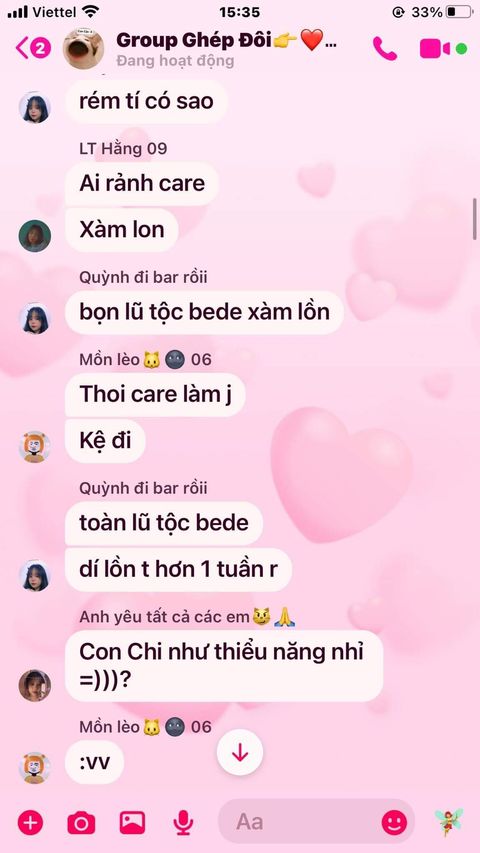 Viettel 15:35 33%
2 Group Ghép Đôi👉❤️...
Đang hoạt động
rém tí có sao
LT Hằng 09
Ai rảnh care
Xàm lon
Quỳnh đi bar rồii
bọn lũ tộc bede xàm lồn
Mồn lèo🐱🌚 06
Thoi care làm j
Kệ đi
Quỳnh đi bar rồii
toàn lũ tộc bede
dí lồn t hơn 1 tuần r
Anh yêu tất cả các em😼🙏
Con Chi như thiểu năng nhỉ
=)))?
Mồn lèo🐱🌚 06
:vv
Aa